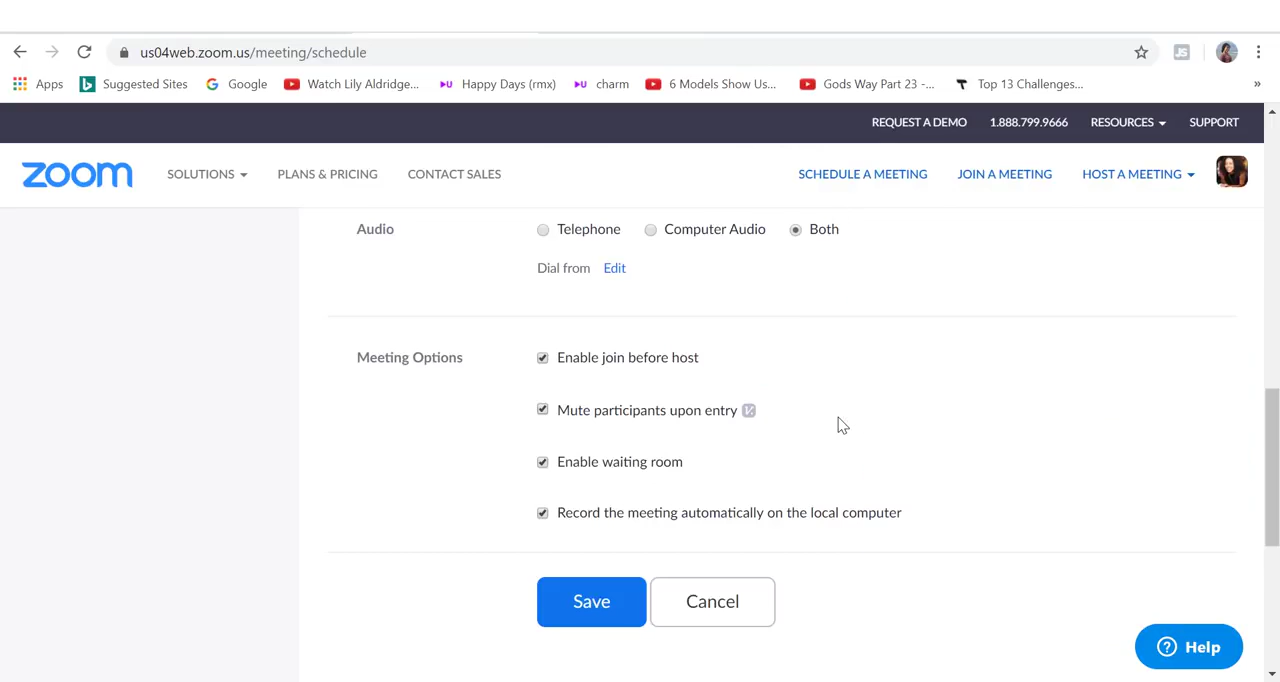 us04web.zoom.us/meeting/schedule
JS
Apps Suggested Sites Google Watch Lily Aldridge... Happy Days (rmx) charm 6 Models Show Us... Gods Way Part 23 -... Top 13 Challenges... »
REQUEST A DEMO 1.888.799.9666 RESOURCES SUPPORT
zoom SOLUTIONS PLANS & PRICING CONTACT SALES SCHEDULE A MEETING JOIN A MEETING HOST A MEETING
Audio Telephone Computer Audio Both
Dial from Edit
Meeting Options Enable join before host
Mute participants upon entry
Enable waiting room
Record the meeting automatically on the local computer
Save Cancel
? Help